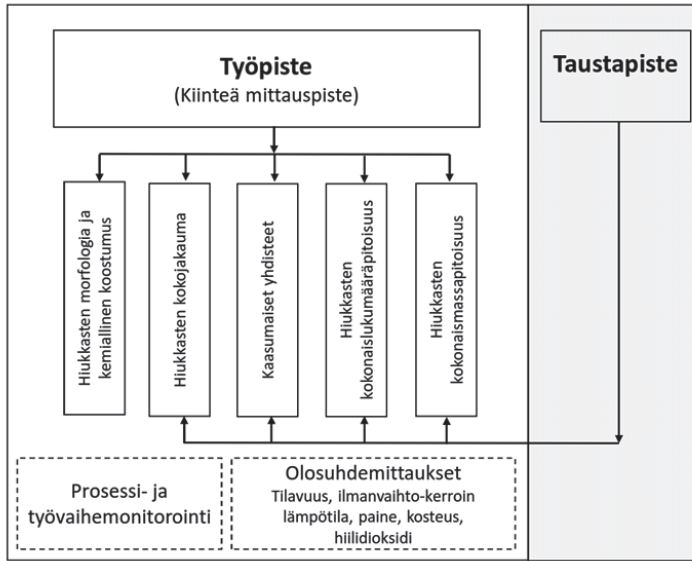 Työpiste
(Kiinteä mittauspiste)
Taustapiste
Hiukkasten morfologia ja
kemiallinen koostumus
Hiukkasten kokojakauma
Kaasumaiset yhdisteet
Hiukkasten
kokonaislukumääräpitoisuus
Hiukkasten
kokonaismassapitoisuus
Prosessi- ja
työvaihemonitorointi
Olosuhdemittaukset
Tilavuus, ilmanvaihto-kerroin
lämpötila, paine, kosteus,
hiilidioksidi